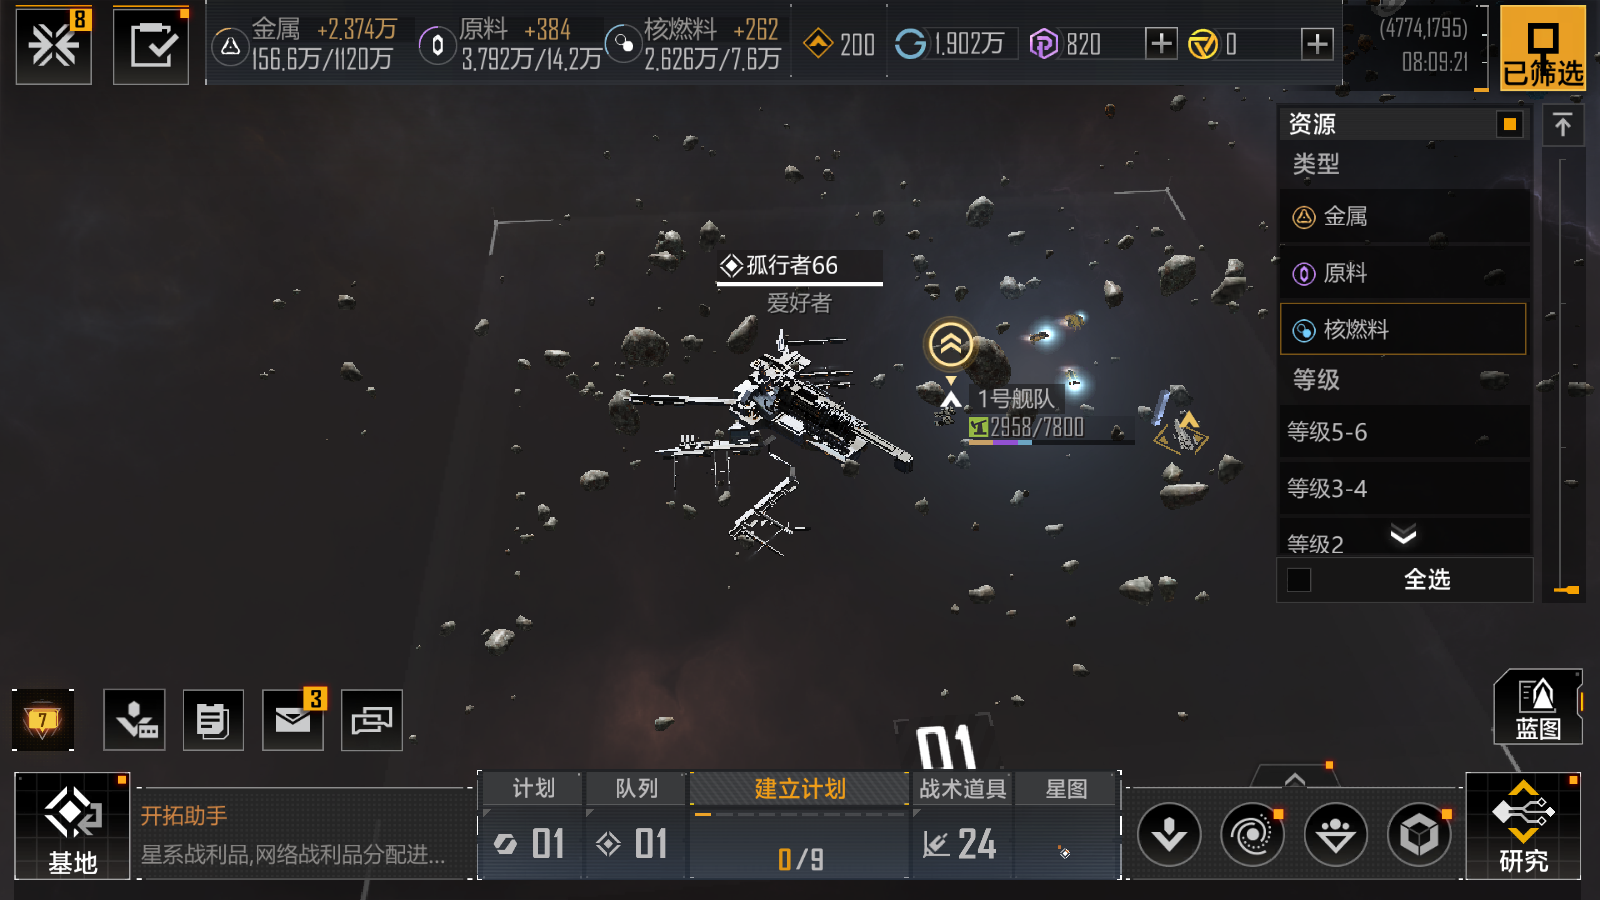 8
金属 +2.374万
156.6万/1120万
原料 +384
3.792万/14.2万
核燃料 +262
2.626万/7.6万
200
1.902万
820
0
(4774,1795)
08:09:21
已筛选
资源
类型
金属
原料
核燃料
等级
等级5-6
等级3-4
等级2
全选
孤行者66
爱好者
1号舰队
2958/7800
7
3
蓝图
01
基地
开拓助手
星系战利品,网络战利品分配进...
计划
01
队列
01
建立计划
0/9
战术道具
24
星图
研究